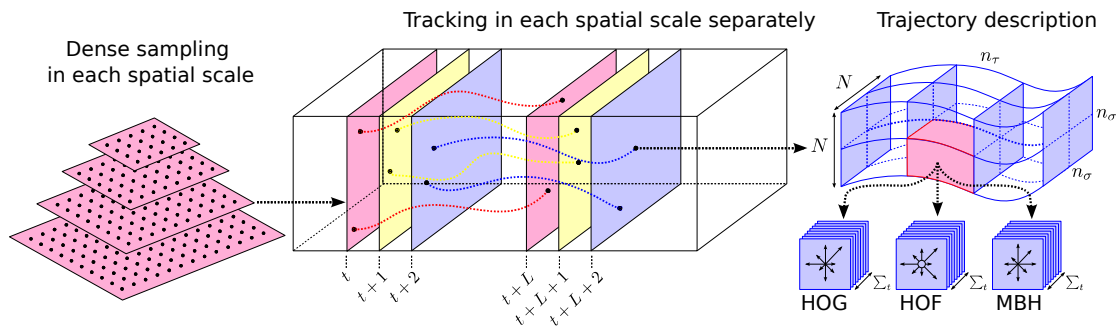 Dense sampling
in each spatial scale
Tracking in each spatial scale separately
t
t + 1
t + 2
t + L
t + L + 1
t + L + 2
Trajectory description
N
N
n_τ
n_σ
n_σ
Σ_t
Σ_t
Σ_t
HOG
HOF
MBH